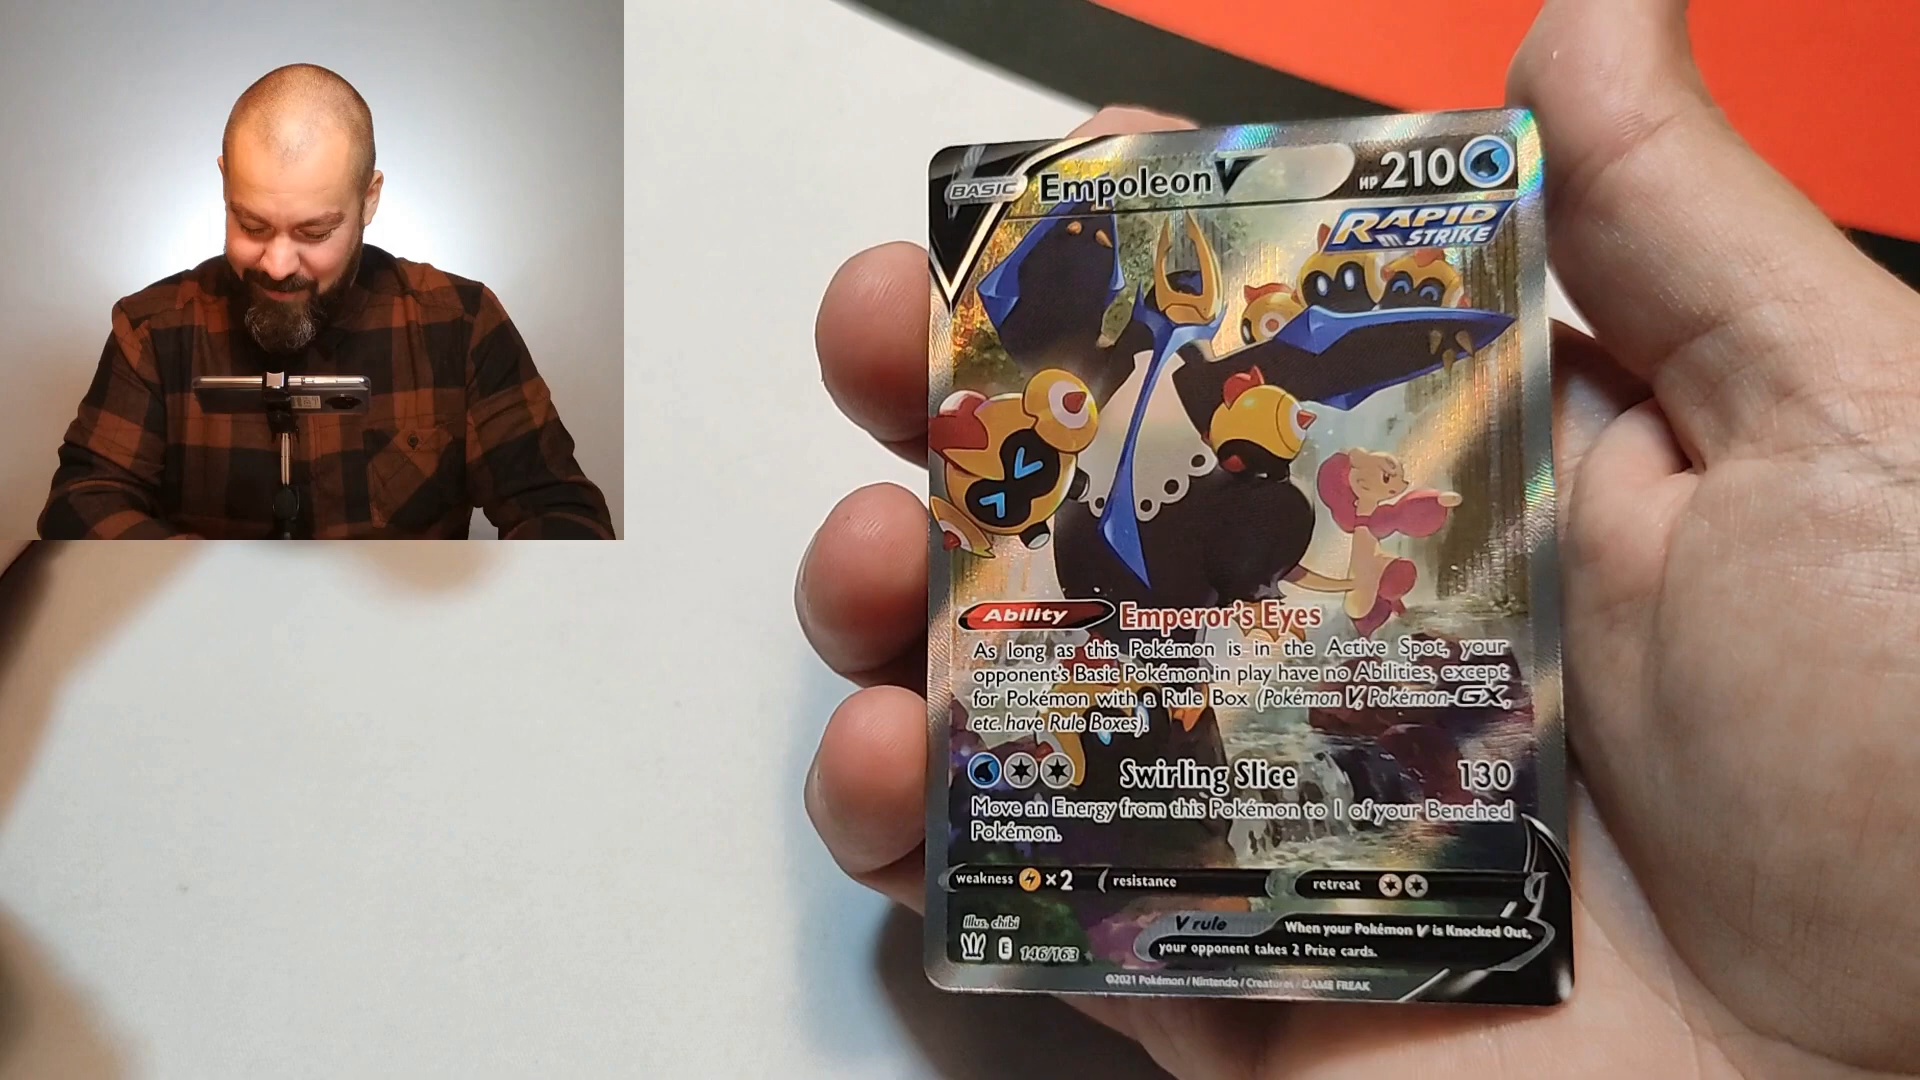 BASIC
Empoleon V
HP 210
RAPID
STRIKE
Ability Emperor's Eyes
As long as this Pokémon is in the Active Spot, your
opponent's Basic Pokémon in play have no Abilities, except
for Pokémon with a Rule Box (Pokémon V, Pokémon-GX,
etc. have Rule Boxes).
Swirling Slice 130
Move an Energy from this Pokémon to 1 of your Benched
Pokémon.
weakness ×2 resistance retreat
Illus. chibi
E 146/163
V rule When your Pokémon V is Knocked Out,
your opponent takes 2 Prize cards.
©2021 Pokémon / Nintendo / Creatures / GAME FREAK